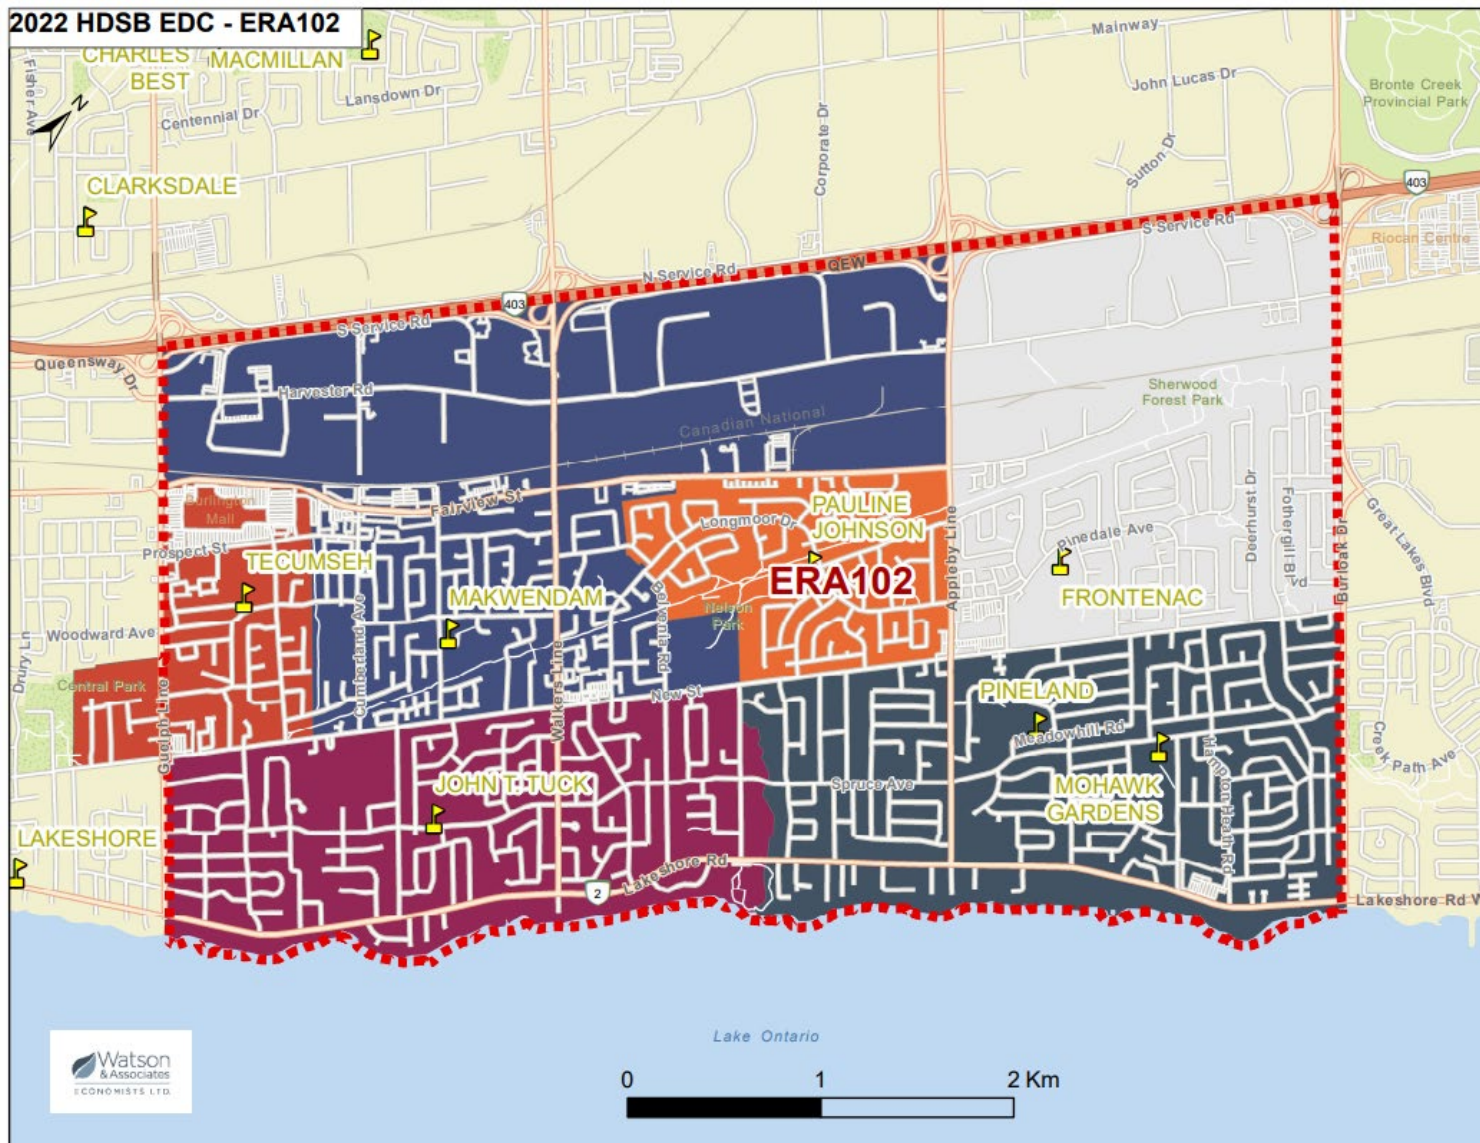 2022 HDSB EDC - ERA102
CHARLES
BEST
MACMILLAN
Mainway
John Lucas Dr
Bronte Creek
Provincial Park
Fisher Ave
N
Lansdown Dr
Centennial Dr
Corporate Dr
Sutton Dr
CLARKSDALE
403
S Service Rd
Riocan Centre
QEW
N Service Rd
403
S Service Rd
Queensway Dr
Harvester Rd
Sherwood
Forest Park
Canadian National
Burlington
Mall
Fairview St
PAULINE
JOHNSON
Longmoor Dr
Appleby Line
Pinedale Ave
Deerhurst Dr
Fothergill Blvd
Burloak Dr
Great Lakes Blvd
Prospect St
TECUMSEH
MAKWENDAM
ERA102
FRONTENAC
Nelson
Park
Belvenia Rd
Cumberland Ave
Woodward Ave
Drury Ln
Central Park
Guelph Line
Walkers Line
New St
PINELAND
Meadowhill Rd
Creek Path Ave
Hampton Heath Rd
JOHN T. TUCK
Spruce Ave
MOHAWK
GARDENS
LAKESHORE
Lakeshore Rd
2
Lakeshore Rd W
Lake Ontario
Watson
& Associates
ECONOMISTS LTD.
0 1 2 Km